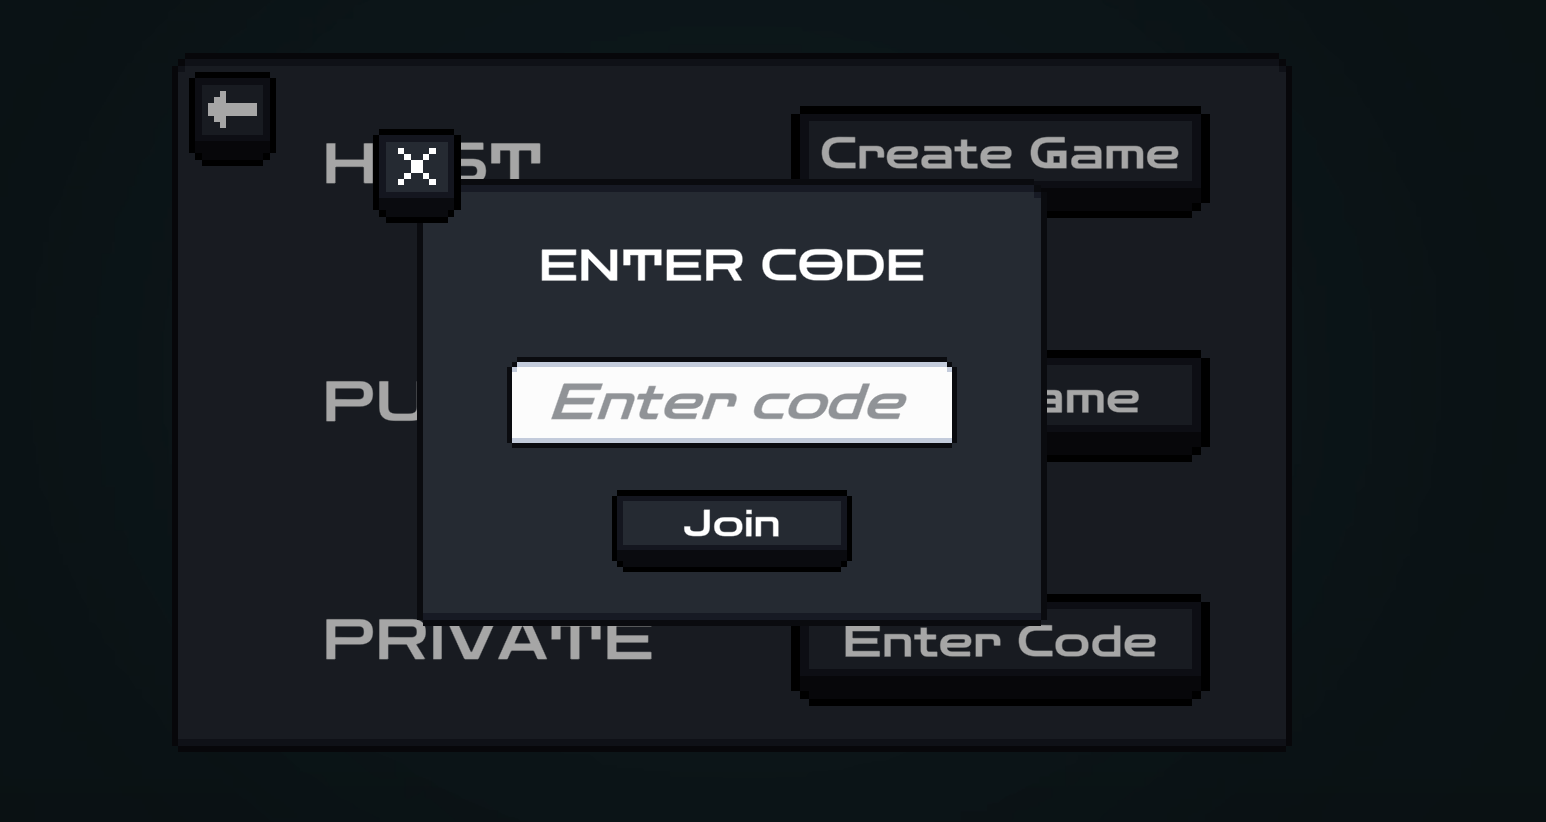 Create Game
ENTER CODE
Enter code
Join
PRIVATE
Enter Code